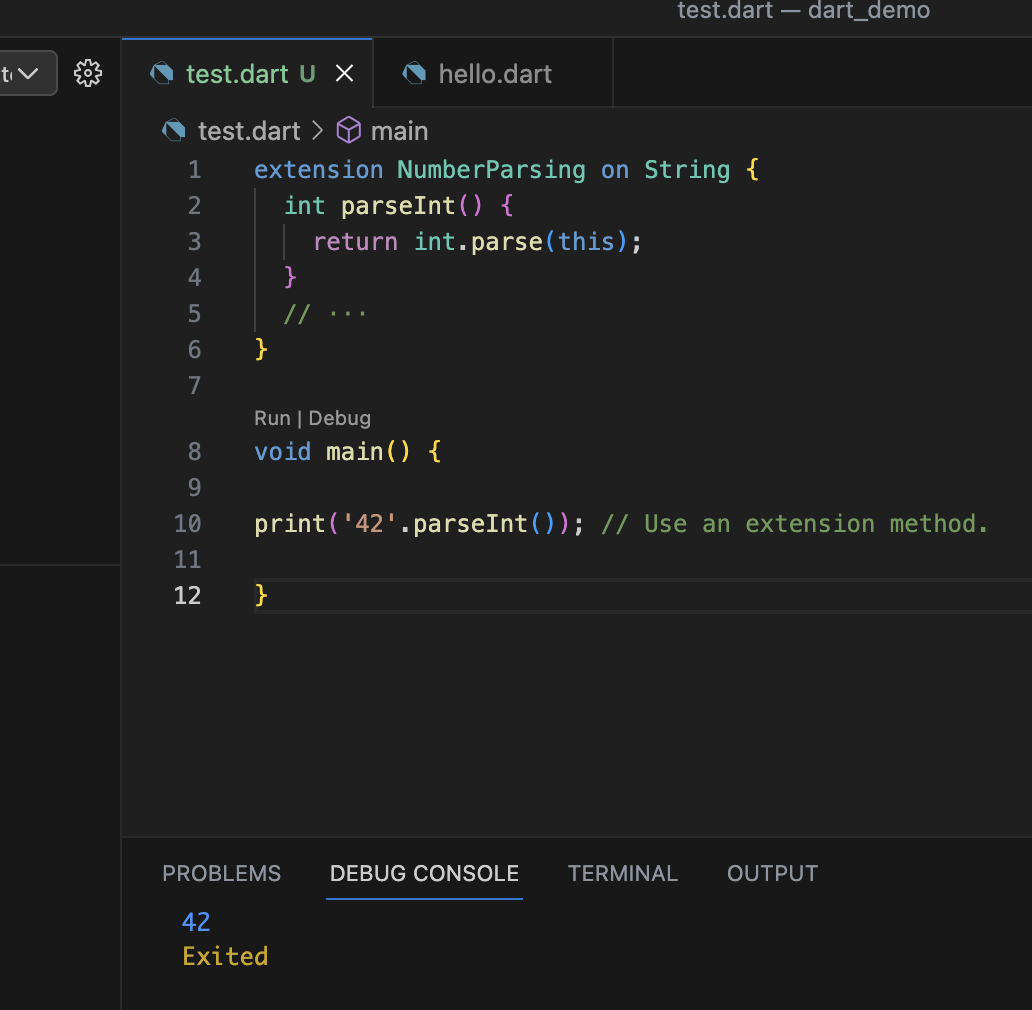 test.dart — dart_demo
test.dart U hello.dart
test.dart > main
1 extension NumberParsing on String {
2 int parseInt() {
3 return int.parse(this);
4 }
5 // ···
6 }
7
Run | Debug
8 void main() {
9
10 print('42'.parseInt()); // Use an extension method.
11
12 }
PROBLEMS DEBUG CONSOLE TERMINAL OUTPUT
42
Exited